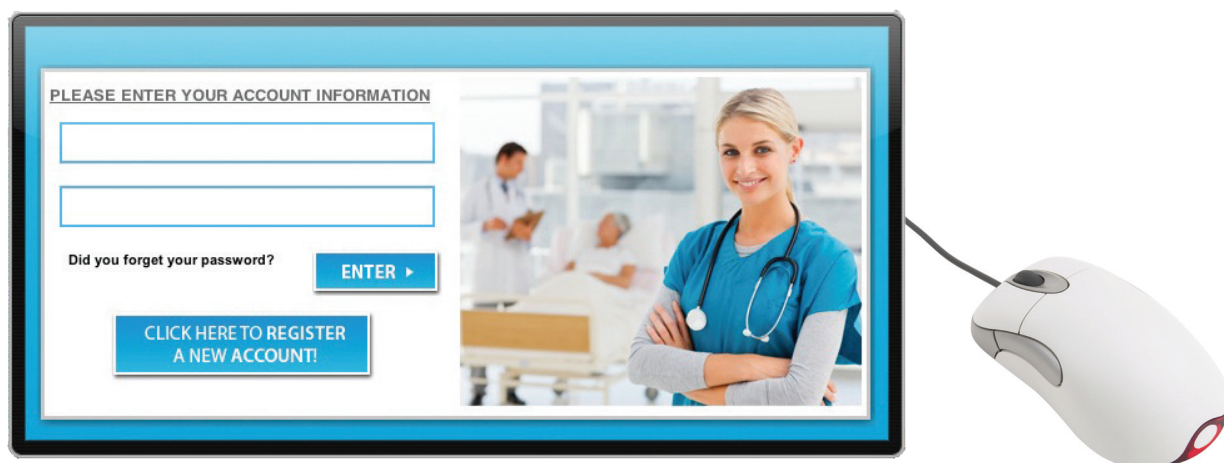 PLEASE ENTER YOUR ACCOUNT INFORMATION
Did you forget your password?
ENTER
CLICK HERE TO REGISTER
A NEW ACCOUNT!